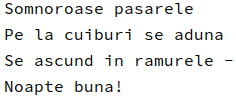 Somnoroase pasarele
Pe la cuiburi se aduna
Se ascund in ramurele –
Noapte buna!